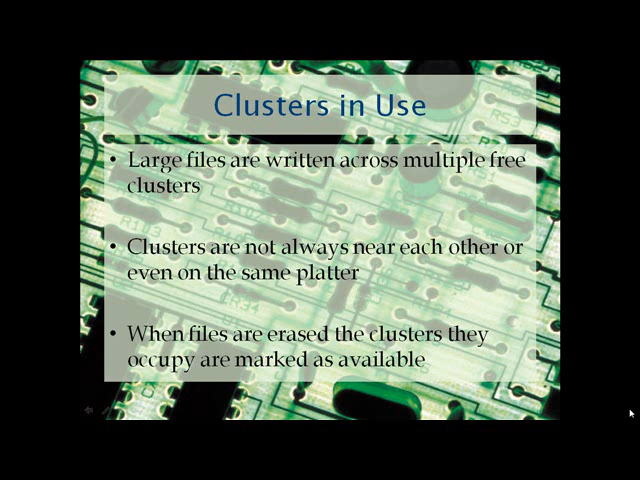 Clusters in Use
• Large files are written across multiple free
clusters
• Clusters are not always near each other or
even on the same platter
• When files are erased the clusters they
occupy are marked as available